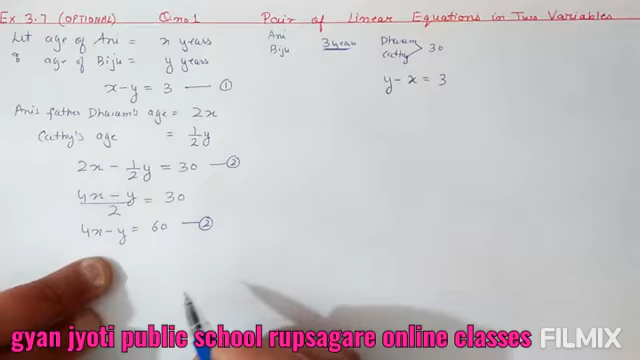 Ex 3.7 (OPTIONAL) Q no 1 Pair of Linear Equations in Two Variables
Let age of Ani = x years
" age of Biju = y years
x-y = 3 — ①
Ani's father Dharam's age = 2x
Cathy's age = 1/2 y
2x - 1/2 y = 30 — ②
4x - y / 2 = 30
4x - y = 60 — ②
Ani
Biju 3 years
Dharam
Cathy 30
y - x = 3
gyan jyoti public school rupsagare online classes
FILMIX